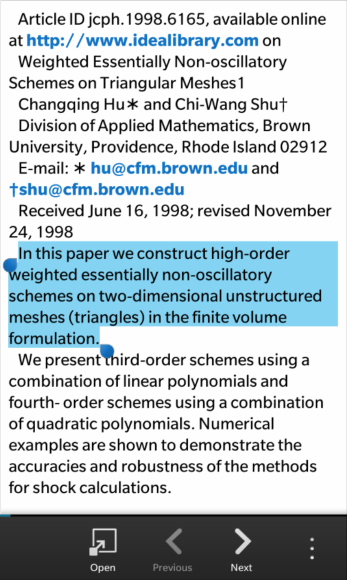 Article ID jcph.1998.6165, available online
at http://www.idealibrary.com on
Weighted Essentially Non-oscillatory
Schemes on Triangular Meshes1
Changqing Hu∗ and Chi-Wang Shu†
Division of Applied Mathematics, Brown
University, Providence, Rhode Island 02912
E-mail: ∗ hu@cfm.brown.edu and
†shu@cfm.brown.edu
Received June 16, 1998; revised November
24, 1998
In this paper we construct high-order
weighted essentially non-oscillatory
schemes on two-dimensional unstructured
meshes (triangles) in the finite volume
formulation.
We present third-order schemes using a
combination of linear polynomials and
fourth- order schemes using a combination
of quadratic polynomials. Numerical
examples are shown to demonstrate the
accuracies and robustness of the methods
for shock calculations.
Open Previous Next